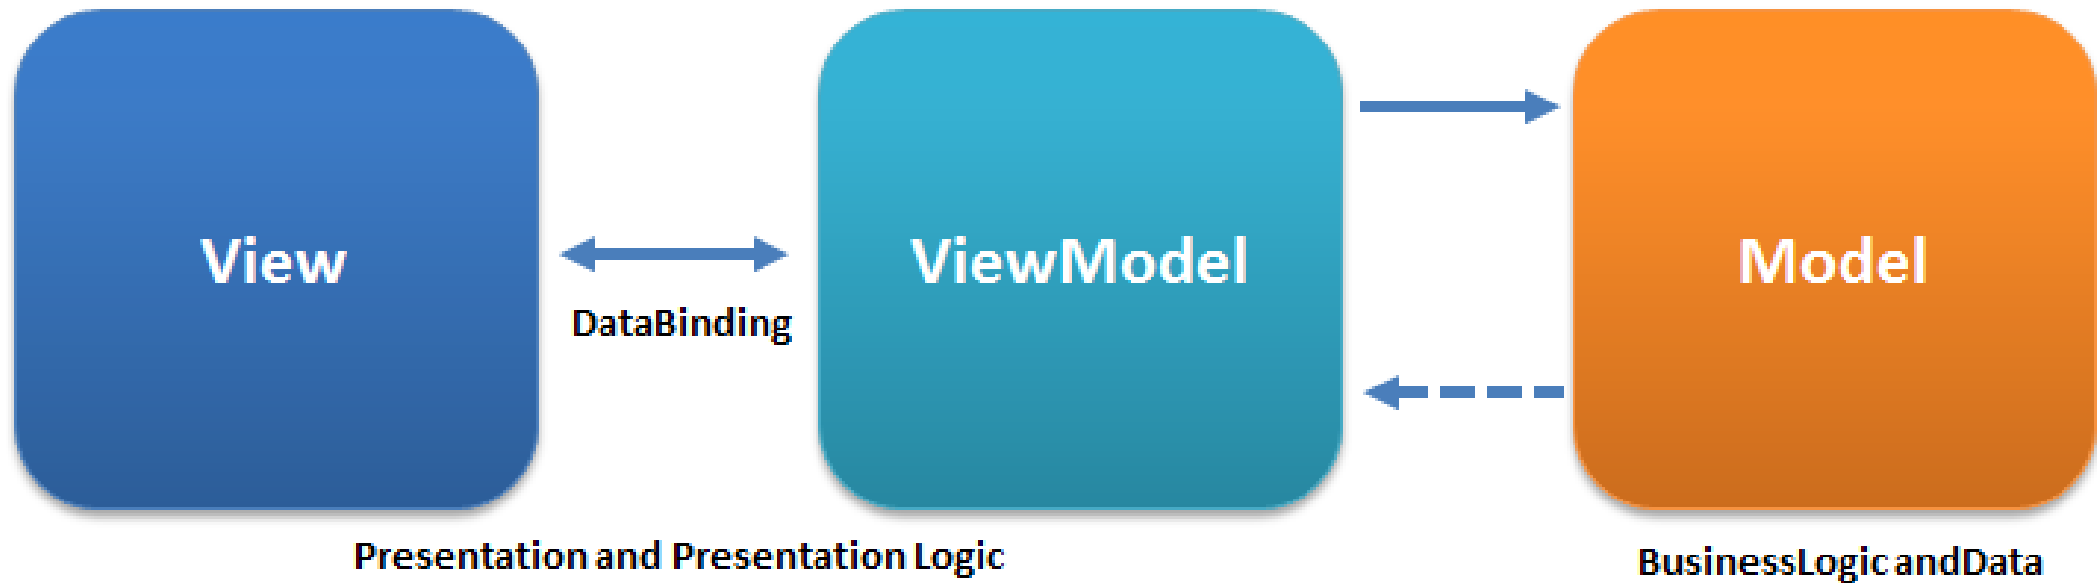 View
ViewModel
Model
DataBinding
Presentation and Presentation Logic
BusinessLogic andData